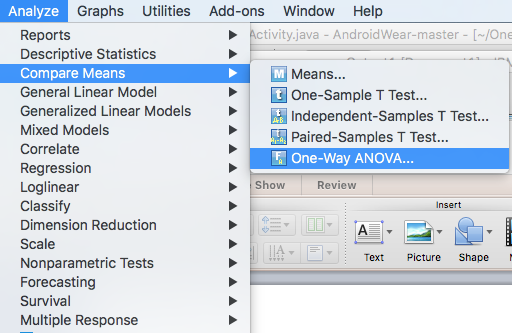 Analyze Graphs Utilities Add-ons Window Help
Activity.java - AndroidWear-master - [~/One
Reports
Descriptive Statistics
Compare Means
General Linear Model
Generalized Linear Models
Mixed Models
Correlate
Regression
Loglinear
Classify
Dimension Reduction
Scale
Nonparametric Tests
Forecasting
Survival
Multiple Response
M Means...
t One-Sample T Test...
Independent-Samples T Test...
Paired-Samples T Test...
One-Way ANOVA...
Show Review
Insert
A
Text Picture Shape